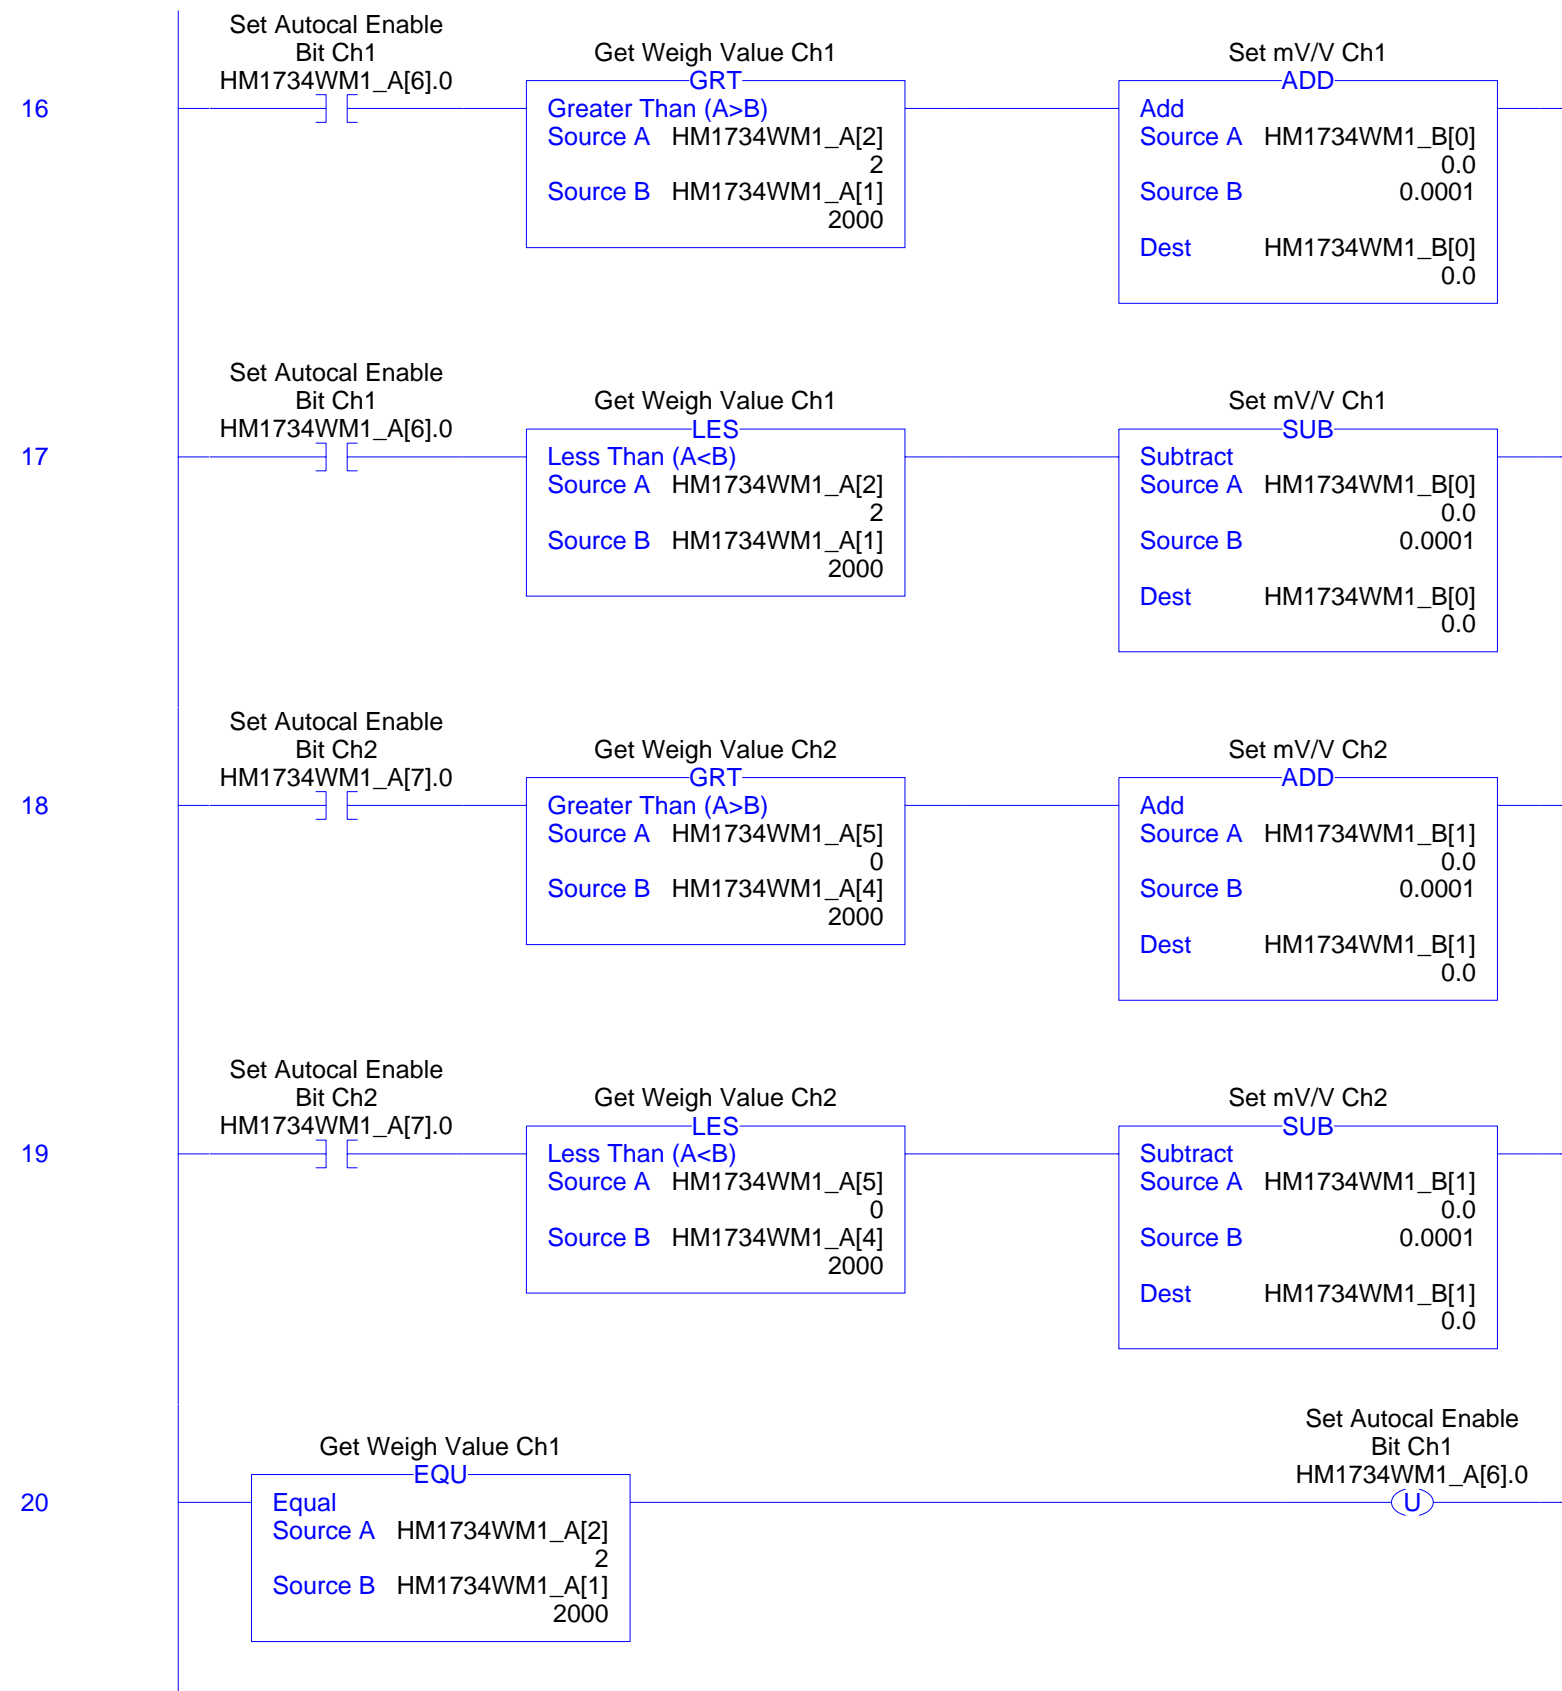 Set Autocal Enable
Bit Ch1
HM1734WM1_A[6].0
Get Weigh Value Ch1
GRT
Set mV/V Ch1
ADD
16
Greater Than (A>B)
Source A HM1734WM1_A[2]
2
Source B HM1734WM1_A[1]
2000
Add
Source A HM1734WM1_B[0]
0.0
Source B 0.0001
Dest HM1734WM1_B[0]
0.0
Set Autocal Enable
Bit Ch1
HM1734WM1_A[6].0
Get Weigh Value Ch1
LES
Set mV/V Ch1
SUB
17
Less Than (A<B)
Source A HM1734WM1_A[2]
2
Source B HM1734WM1_A[1]
2000
Subtract
Source A HM1734WM1_B[0]
0.0
Source B 0.0001
Dest HM1734WM1_B[0]
0.0
Set Autocal Enable
Bit Ch2
HM1734WM1_A[7].0
Get Weigh Value Ch2
GRT
Set mV/V Ch2
ADD
18
Greater Than (A>B)
Source A HM1734WM1_A[5]
0
Source B HM1734WM1_A[4]
2000
Add
Source A HM1734WM1_B[1]
0.0
Source B 0.0001
Dest HM1734WM1_B[1]
0.0
Set Autocal Enable
Bit Ch2
HM1734WM1_A[7].0
Get Weigh Value Ch2
LES
Set mV/V Ch2
SUB
19
Less Than (A<B)
Source A HM1734WM1_A[5]
0
Source B HM1734WM1_A[4]
2000
Subtract
Source A HM1734WM1_B[1]
0.0
Source B 0.0001
Dest HM1734WM1_B[1]
0.0
Get Weigh Value Ch1
EQU
Set Autocal Enable
Bit Ch1
HM1734WM1_A[6].0
20
Equal
Source A HM1734WM1_A[2]
2
Source B HM1734WM1_A[1]
2000
U